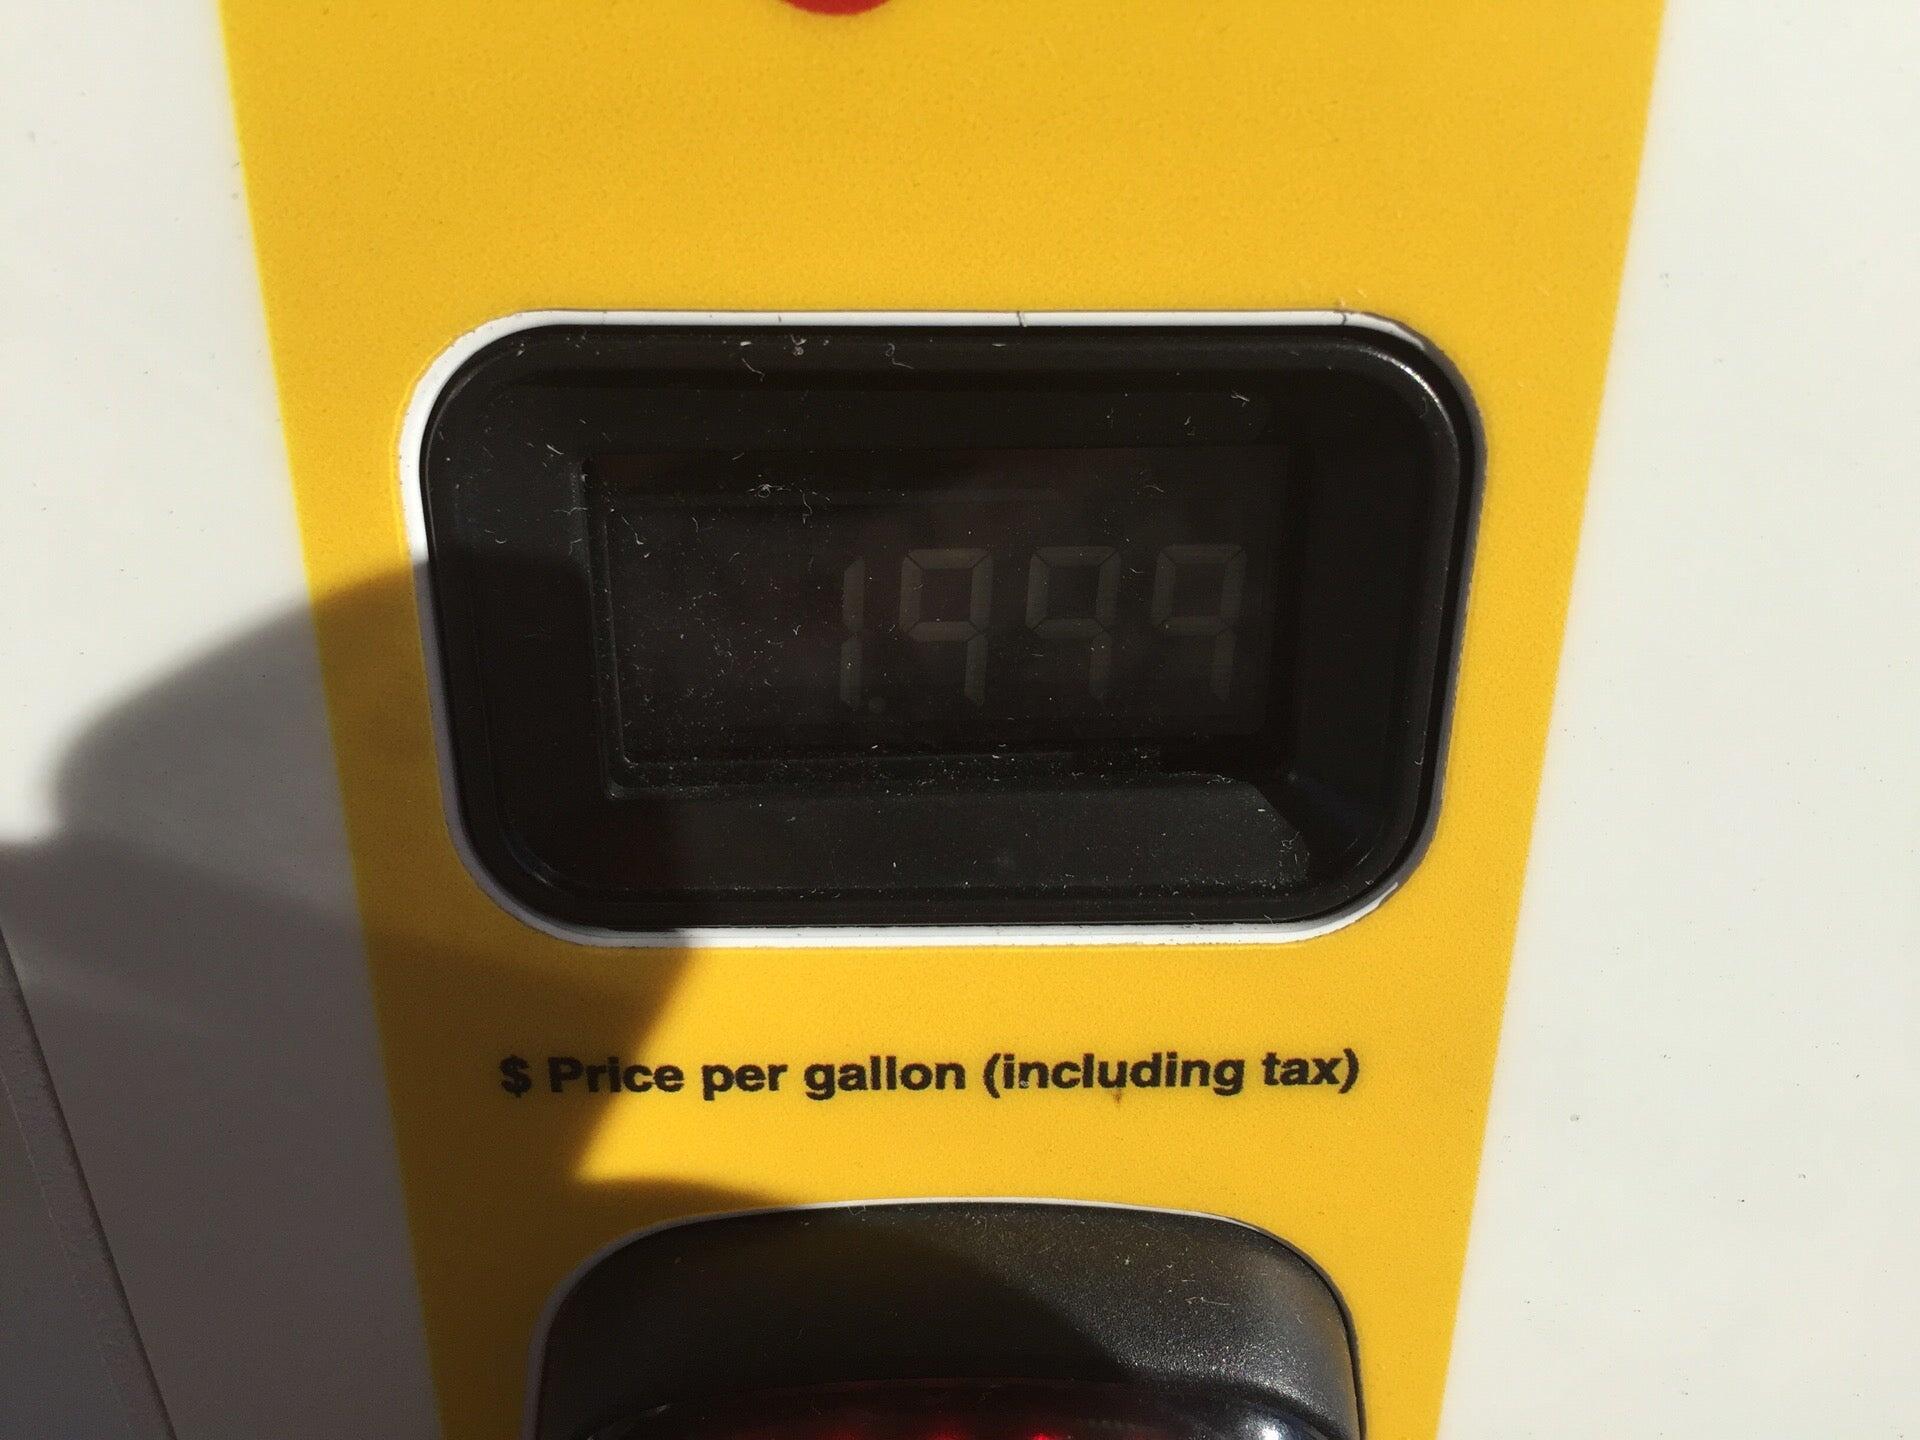 1.999
$ Price per gallon (including tax)